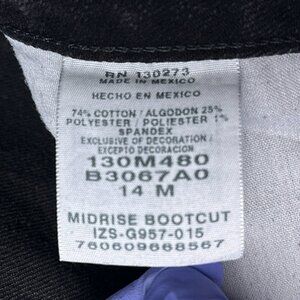 RN 130273
MADE IN MEXICO
HECHO EN MEXICO
74% COTTON / ALGODON 25%
POLYESTER / POLIESTER 1%
SPANDEX
EXCLUSIVE OF DECORATION /
EXCEPTO DECORACION
130M480
B3067A0
14 M
MIDRISE BOOTCUT
IZS-G957-015
760609668567